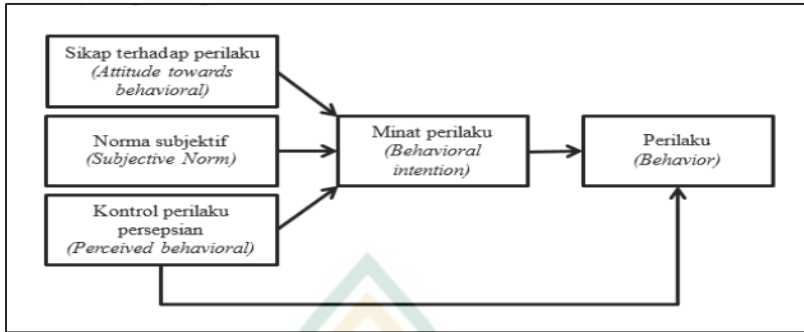 Sikap terhadap perilaku
(Attitude towards
behavioral)
Norma subjektif
(Subjective Norm)
Kontrol perilaku
persepsian
(Perceived behavioral)
Minat perilaku
(Behavioral
intention)
Perilaku
(Behavior)